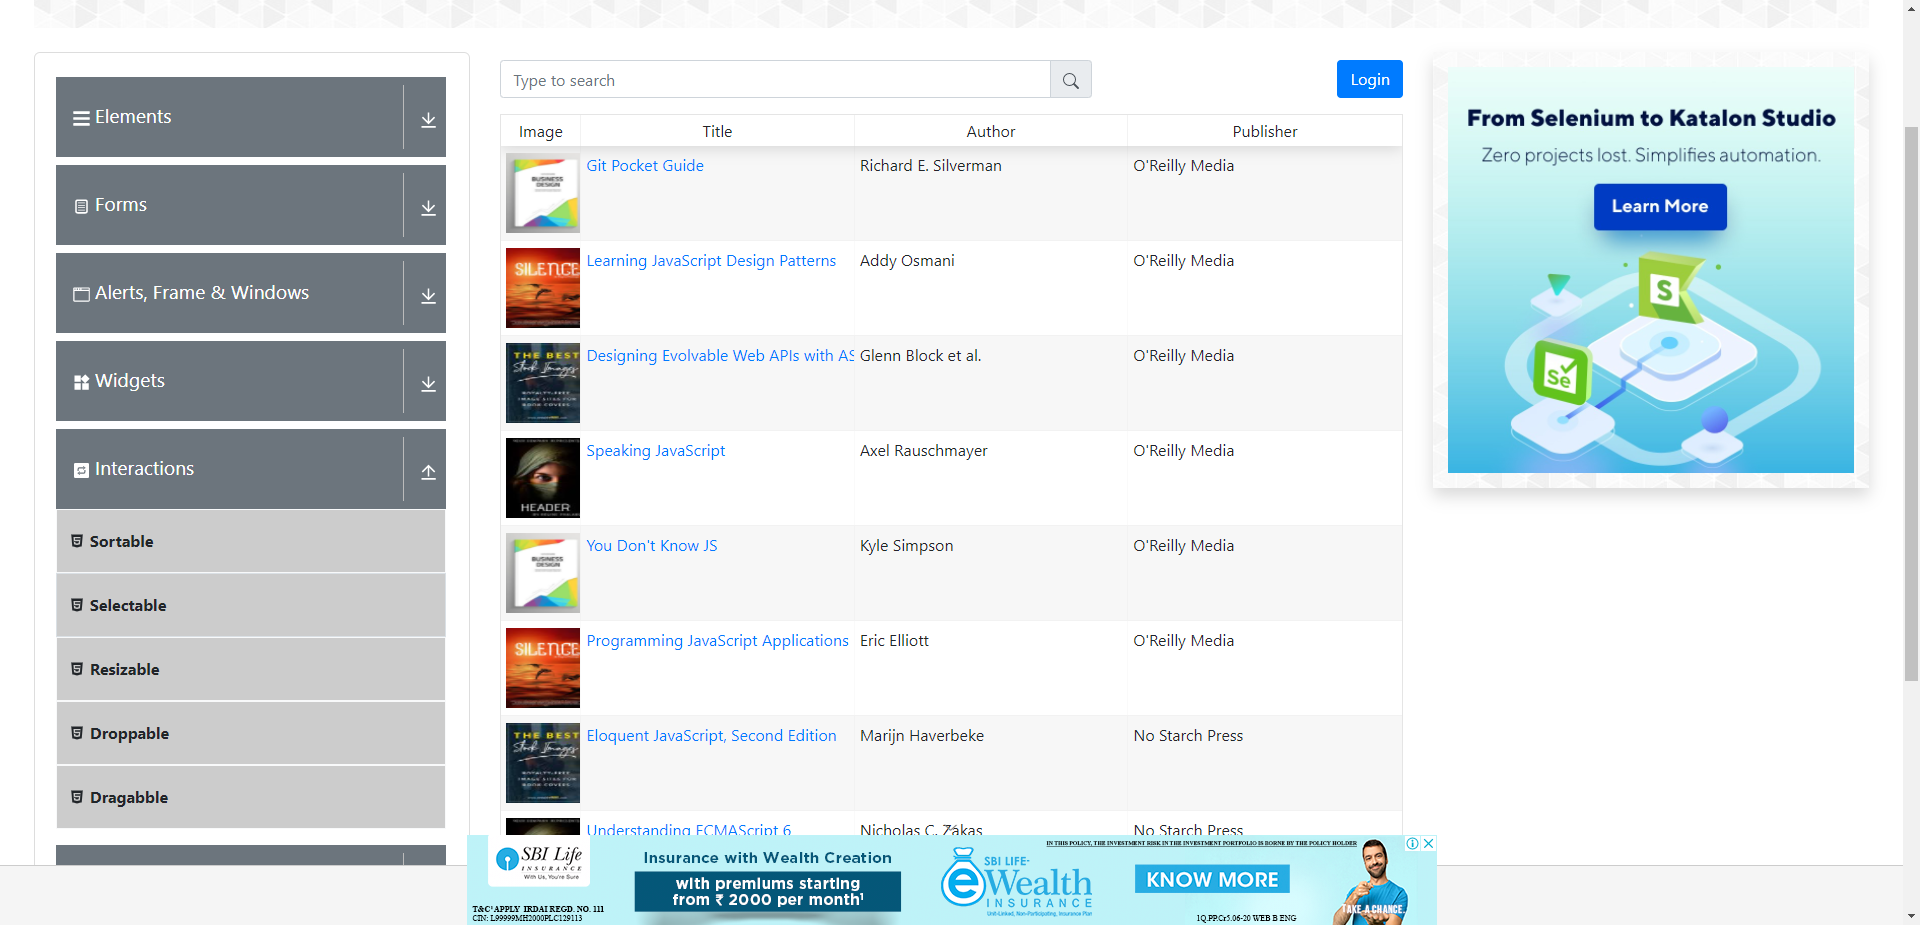 Elements
Forms
Alerts, Frame & Windows
Widgets
Interactions
Sortable
Selectable
Resizable
Droppable
Dragabble
Type to search
Login
Image Title Author Publisher
BUSINESS DESIGN Git Pocket Guide Richard E. Silverman O'Reilly Media
SILENCE Learning JavaScript Design Patterns Addy Osmani O'Reilly Media
THE BEST Stock Images Designing Evolvable Web APIs with AS Glenn Block et al. O'Reilly Media
HEADER Speaking JavaScript Axel Rauschmayer O'Reilly Media
BUSINESS DESIGN You Don't Know JS Kyle Simpson O'Reilly Media
SILENCE Programming JavaScript Applications Eric Elliott O'Reilly Media
THE BEST Stock Images Eloquent JavaScript, Second Edition Marijn Haverbeke No Starch Press
Understanding ECMAScript 6 Nicholas C. Zakas No Starch Press
From Selenium to Katalon Studio
Zero projects lost. Simplifies automation.
Learn More
S
Se
SBI Life
INSURANCE
With Us, You're Sure
T&C¹ APPLY IRDAI REGD. NO. 111
CIN: L99999MH2000PLC129113
Insurance with Wealth Creation
with premiums starting
from ₹ 2000 per month¹
SBI LIFE-
eWealth
INSURANCE
Unit-Linked, Non-Participating, Insurance Plan
IN THIS POLICY, THE INVESTMENT RISK IN THE INVESTMENT PORTFOLIO IS BORNE BY THE POLICY HOLDER
KNOW MORE
1Q.PP.Cr5.06-20 WEB B ENG
TAKE A CHANCE.